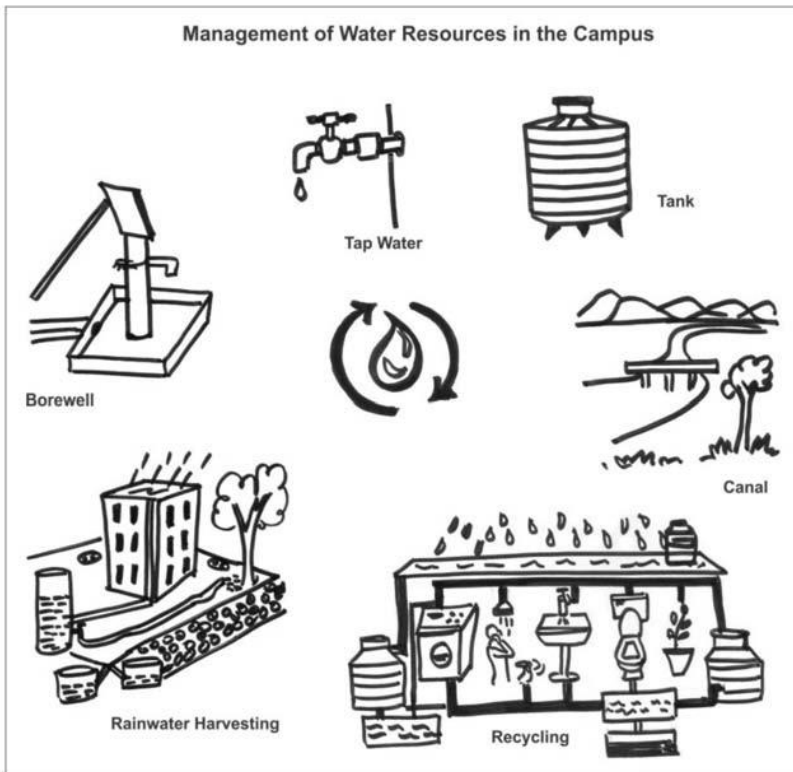 Management of Water Resources in the Campus
Tap Water
Tank
Borewell
Canal
Rainwater Harvesting
Recycling